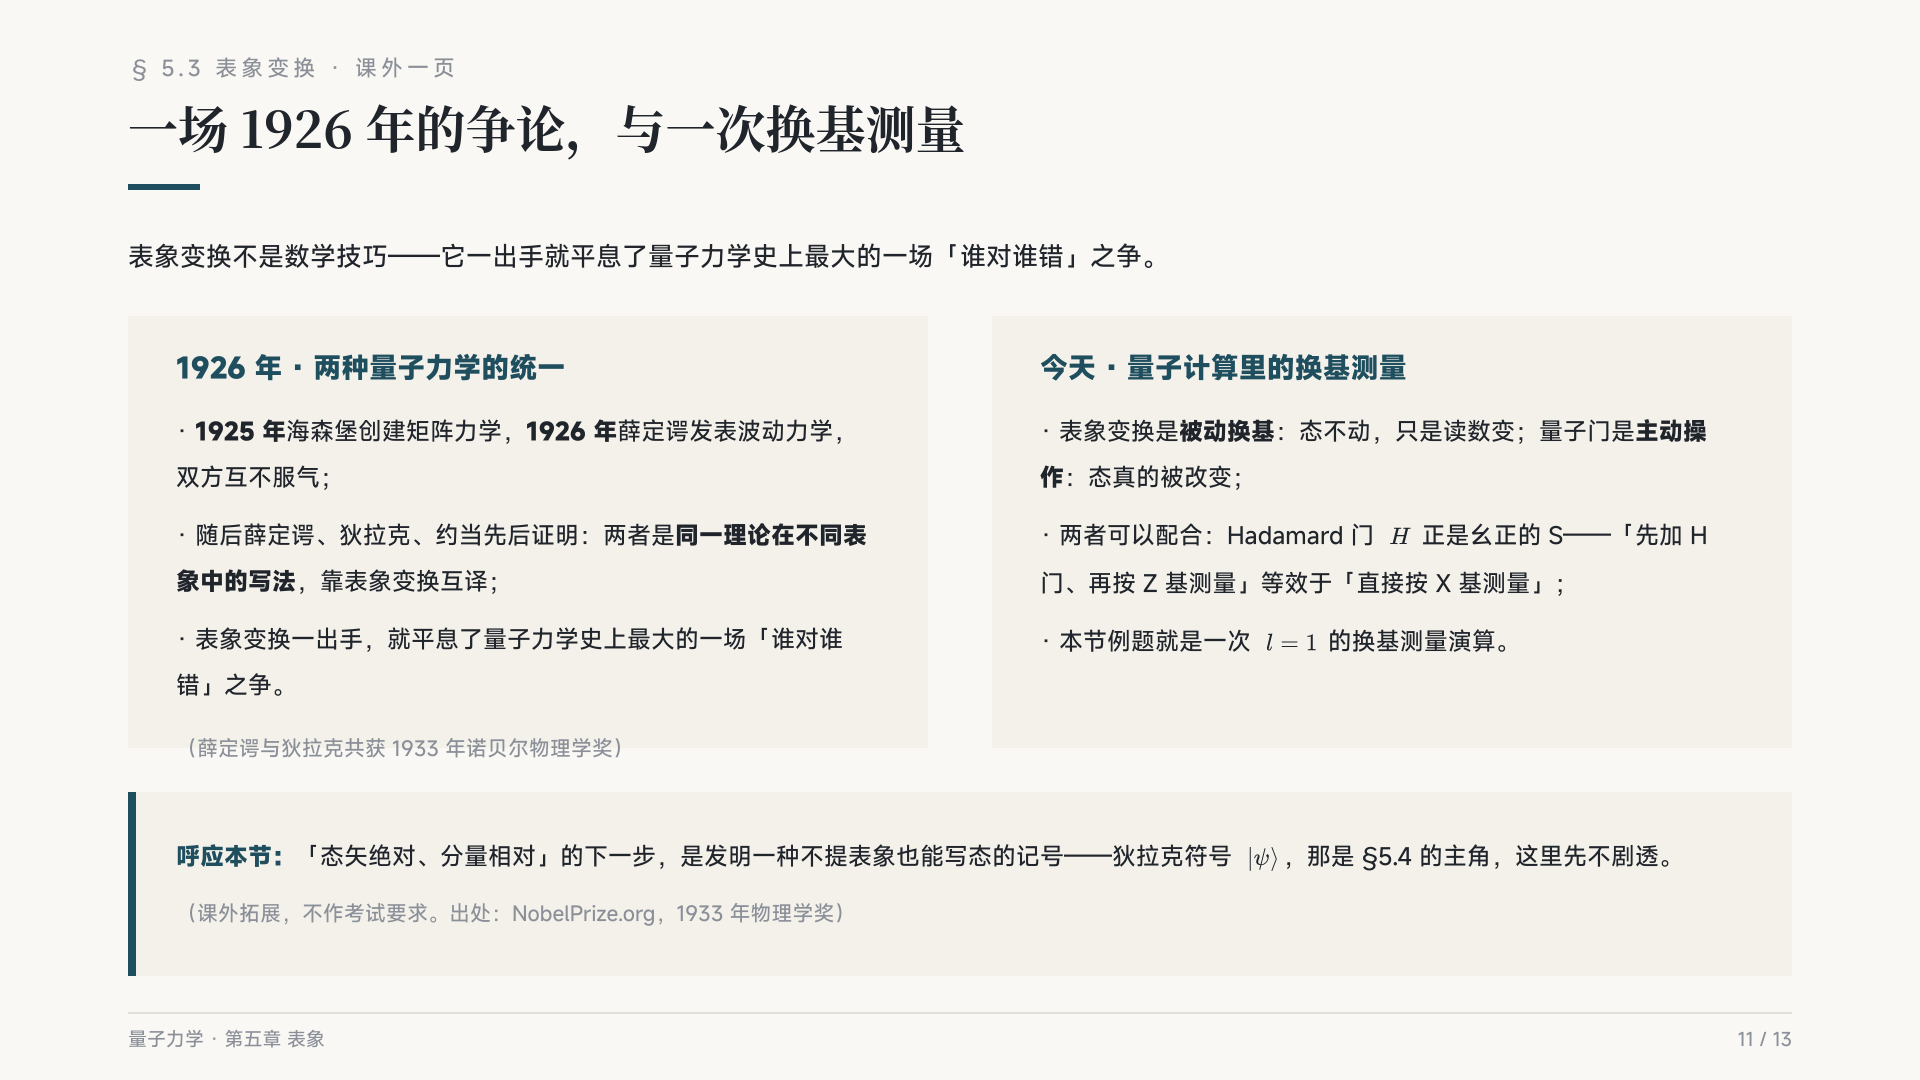 § 5.3 表象变换 · 课外一页
一场 1926 年的争论，与一次换基测量
表象变换不是数学技巧——它一出手就平息了量子力学史上最大的一场「谁对谁错」之争。
1926 年 · 两种量子力学的统一
· 1925 年海森堡创建矩阵力学，1926 年薛定谔发表波动力学，
双方互不服气；
· 随后薛定谔、狄拉克、约当先后证明：两者是同一理论在不同表
象中的写法，靠表象变换互译；
· 表象变换一出手，就平息了量子力学史上最大的一场「谁对谁
错」之争。
（薛定谔与狄拉克共获 1933 年诺贝尔物理学奖）
今天 · 量子计算里的换基测量
· 表象变换是被动换基：态不动，只是读数变；量子门是主动操
作：态真的被改变；
· 两者可以配合：Hadamard 门 H 正是幺正的 S——「先加 H
门、再按 Z 基测量」等效于「直接按 X 基测量」；
· 本节例题就是一次 l = 1 的换基测量演算。
呼应本节：「态矢绝对、分量相对」的下一步，是发明一种不提表象也能写态的记号——狄拉克符号 |ψ⟩，那是 §5.4 的主角，这里先不剧透。
（课外拓展，不作考试要求。出处：NobelPrize.org，1933 年物理学奖）
量子力学 · 第五章 表象
11 / 13